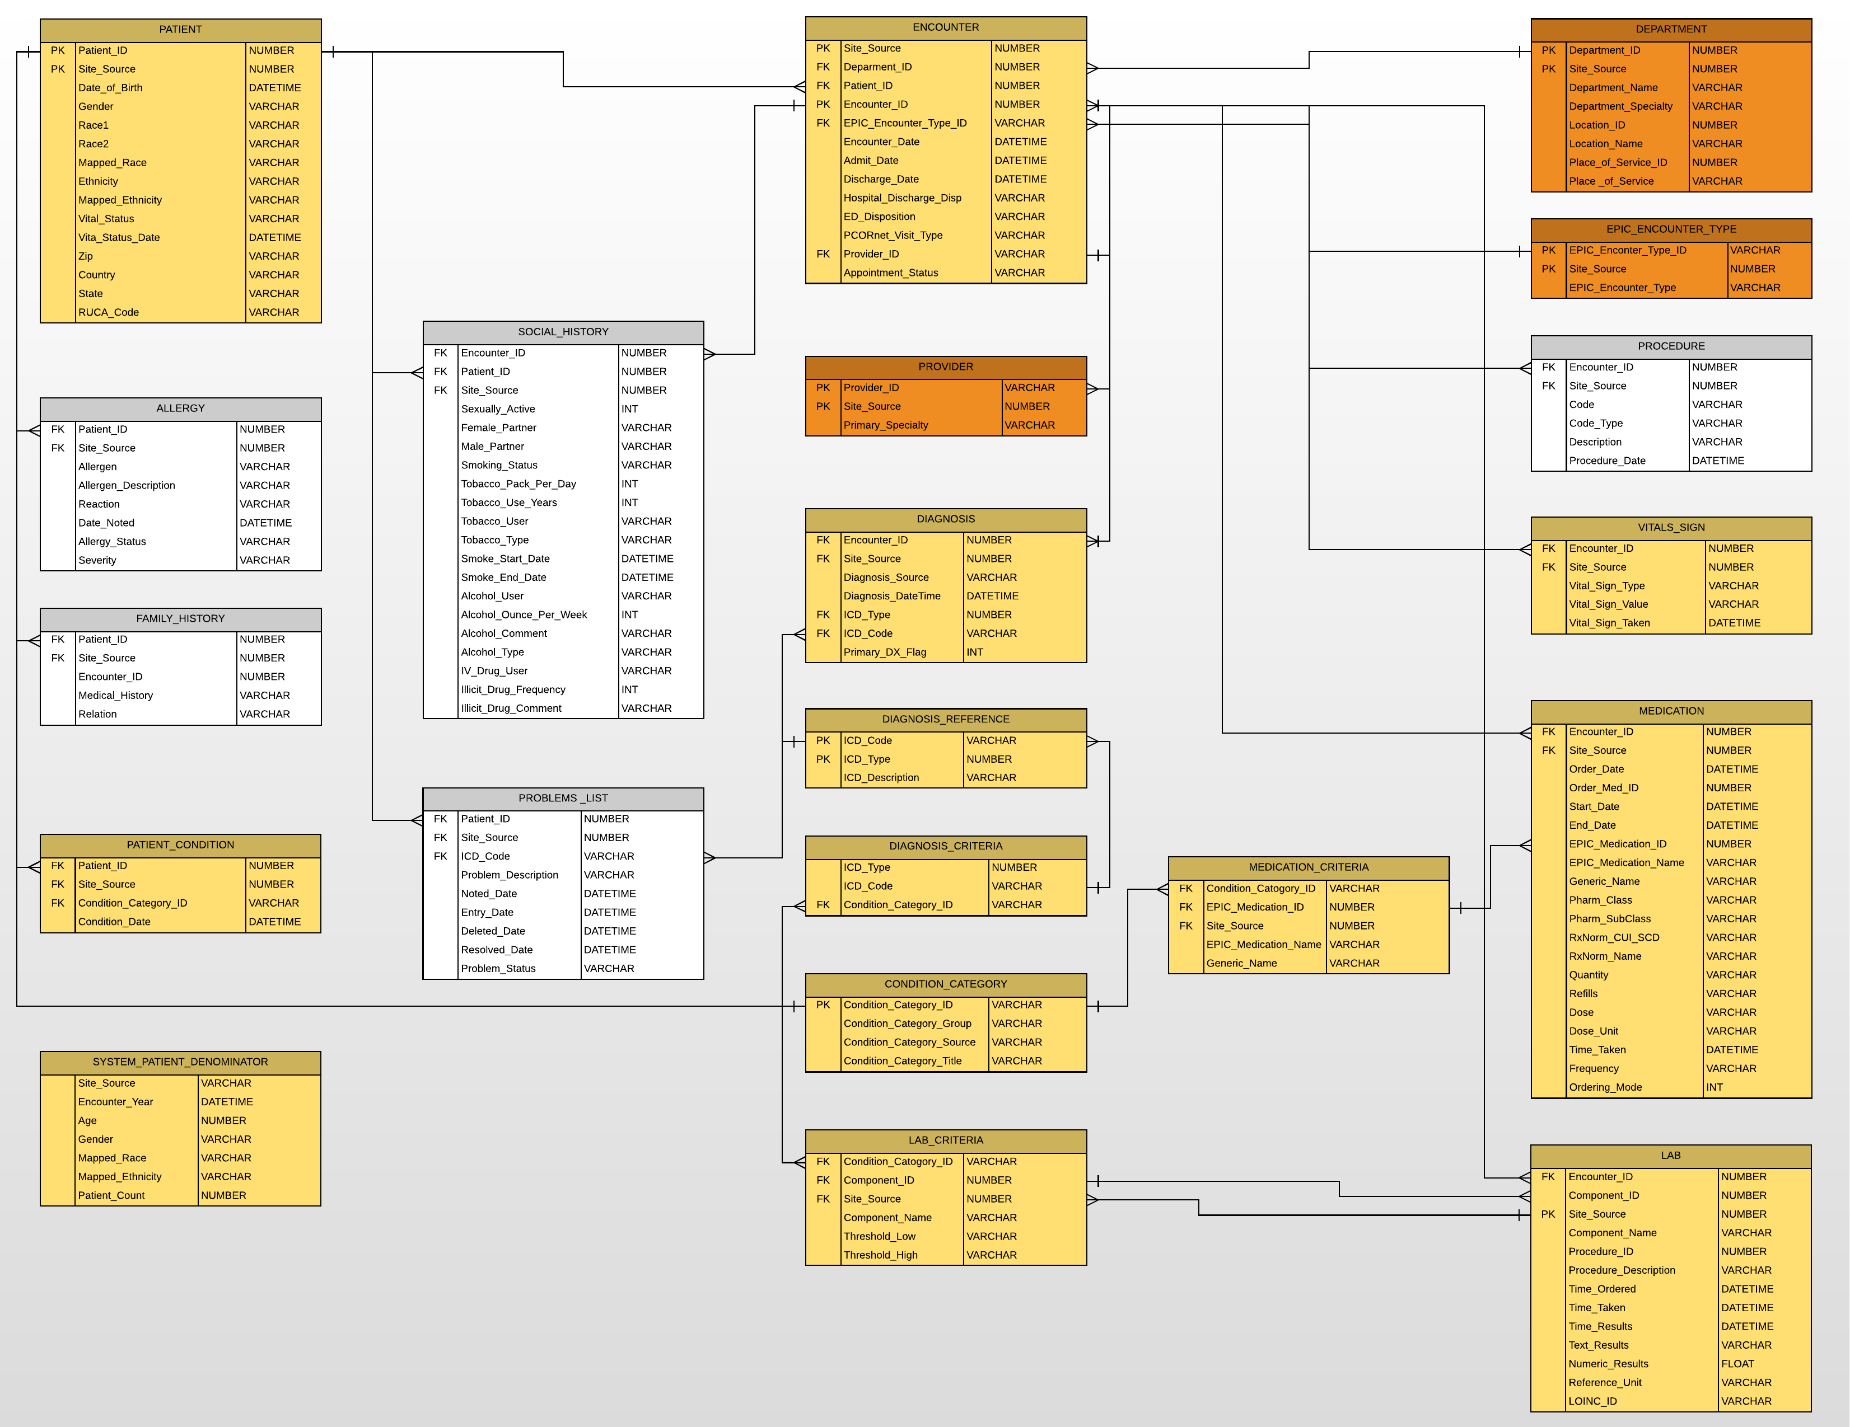 PATIENT
PK Patient_ID NUMBER
PK Site_Source NUMBER
Date_of_Birth DATETIME
Gender VARCHAR
Race1 VARCHAR
Race2 VARCHAR
Mapped_Race VARCHAR
Ethnicity VARCHAR
Mapped_Ethnicity VARCHAR
Vital_Status VARCHAR
Vita_Status_Date DATETIME
Zip VARCHAR
Country VARCHAR
State VARCHAR
RUCA_Code VARCHAR
ALLERGY
FK Patient_ID NUMBER
FK Site_Source NUMBER
Allergen VARCHAR
Allergen_Description VARCHAR
Reaction VARCHAR
Date_Noted DATETIME
Allergy_Status VARCHAR
Severity VARCHAR
FAMILY_HISTORY
FK Patient_ID NUMBER
FK Site_Source NUMBER
Encounter_ID NUMBER
Medical_History VARCHAR
Relation VARCHAR
PATIENT_CONDITION
FK Patient_ID NUMBER
FK Site_Source NUMBER
FK Condition_Category_ID VARCHAR
Condition_Date DATETIME
SYSTEM_PATIENT_DENOMINATOR
Site_Source VARCHAR
Encounter_Year DATETIME
Age NUMBER
Gender VARCHAR
Mapped_Race VARCHAR
Mapped_Ethnicity VARCHAR
Patient_Count NUMBER
SOCIAL_HISTORY
FK Encounter_ID NUMBER
FK Patient_ID NUMBER
FK Site_Source NUMBER
Sexually_Active INT
Female_Partner VARCHAR
Male_Partner VARCHAR
Smoking_Status VARCHAR
Tobacco_Pack_Per_Day INT
Tobacco_Use_Years INT
Tobacco_User VARCHAR
Tobacco_Type VARCHAR
Smoke_Start_Date DATETIME
Smoke_End_Date DATETIME
Alcohol_User VARCHAR
Alcohol_Ounce_Per_Week INT
Alcohol_Comment VARCHAR
Alcohol_Type VARCHAR
IV_Drug_User VARCHAR
Illicit_Drug_Frequency INT
Illicit_Drug_Comment VARCHAR
PROBLEMS _LIST
FK Patient_ID NUMBER
FK Site_Source NUMBER
FK ICD_Code VARCHAR
Problem_Description VARCHAR
Noted_Date DATETIME
Entry_Date DATETIME
Deleted_Date DATETIME
Resolved_Date DATETIME
Problem_Status VARCHAR
ENCOUNTER
PK Site_Source NUMBER
FK Deparment_ID NUMBER
FK Patient_ID NUMBER
PK Encounter_ID NUMBER
FK EPIC_Encounter_Type_ID VARCHAR
Encounter_Date DATETIME
Admit_Date DATETIME
Discharge_Date DATETIME
Hospital_Discharge_Disp VARCHAR
ED_Disposition VARCHAR
PCORnet_Visit_Type VARCHAR
FK Provider_ID VARCHAR
Appointment_Status VARCHAR
PROVIDER
PK Provider_ID VARCHAR
PK Site_Source NUMBER
Primary_Specialty VARCHAR
DIAGNOSIS
FK Encounter_ID NUMBER
FK Site_Source NUMBER
Diagnosis_Source VARCHAR
Diagnosis_DateTime DATETIME
FK ICD_Type NUMBER
FK ICD_Code VARCHAR
Primary_DX_Flag INT
DIAGNOSIS_REFERENCE
PK ICD_Code VARCHAR
PK ICD_Type NUMBER
ICD_Description VARCHAR
DIAGNOSIS_CRITERIA
ICD_Type NUMBER
ICD_Code VARCHAR
FK Condition_Category_ID VARCHAR
CONDITION_CATEGORY
PK Condition_Category_ID VARCHAR
Condition_Category_Group VARCHAR
Condition_Category_Source VARCHAR
Condition_Category_Title VARCHAR
LAB_CRITERIA
FK Condition_Catogory_ID VARCHAR
FK Component_ID NUMBER
FK Site_Source NUMBER
Component_Name VARCHAR
Threshold_Low VARCHAR
Threshold_High VARCHAR
MEDICATION_CRITERIA
FK Condition_Catogory_ID VARCHAR
FK EPIC_Medication_ID NUMBER
FK Site_Source NUMBER
EPIC_Medication_Name VARCHAR
Generic_Name VARCHAR
DEPARTMENT
PK Department_ID NUMBER
PK Site_Source NUMBER
Department_Name VARCHAR
Department_Specialty VARCHAR
Location_ID NUMBER
Location_Name VARCHAR
Place_of_Service_ID NUMBER
Place _of_Service VARCHAR
EPIC_ENCOUNTER_TYPE
PK EPIC_Enconter_Type_ID VARCHAR
PK Site_Source NUMBER
EPIC_Encounter_Type VARCHAR
PROCEDURE
FK Encounter_ID NUMBER
FK Site_Source NUMBER
Code VARCHAR
Code_Type VARCHAR
Description VARCHAR
Procedure_Date DATETIME
VITALS_SIGN
FK Encounter_ID NUMBER
FK Site_Source NUMBER
Vital_Sign_Type VARCHAR
Vital_Sign_Value VARCHAR
Vital_Sign_Taken DATETIME
MEDICATION
FK Encounter_ID NUMBER
FK Site_Source NUMBER
Order_Date DATETIME
Order_Med_ID NUMBER
Start_Date DATETIME
End_Date DATETIME
EPIC_Medication_ID NUMBER
EPIC_Medication_Name VARCHAR
Generic_Name VARCHAR
Pharm_Class VARCHAR
Pharm_SubClass VARCHAR
RxNorm_CUI_SCD VARCHAR
RxNorm_Name VARCHAR
Quantity VARCHAR
Refills VARCHAR
Dose VARCHAR
Dose_Unit VARCHAR
Time_Taken DATETIME
Frequency VARCHAR
Ordering_Mode INT
LAB
FK Encounter_ID NUMBER
Component_ID NUMBER
PK Site_Source NUMBER
Component_Name VARCHAR
Procedure_ID NUMBER
Procedure_Description VARCHAR
Time_Ordered DATETIME
Time_Taken DATETIME
Time_Results DATETIME
Text_Results VARCHAR
Numeric_Results FLOAT
Reference_Unit VARCHAR
LOINC_ID VARCHAR